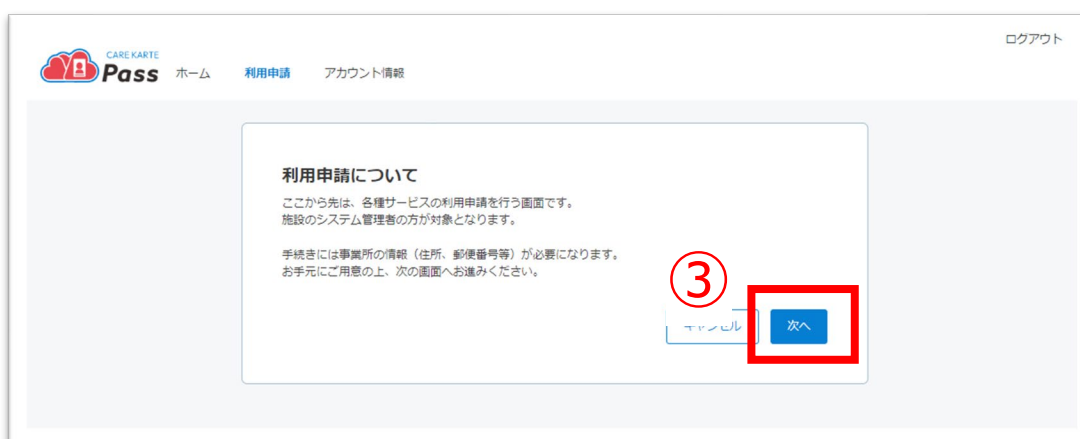 ログアウト
CARE KARTE
Pass
ホーム 利用申請 アカウント情報
利用申請について
ここから先は、各種サービスの利用申請を行う画面です。
施設のシステム管理者の方が対象となります。
手続きには事業所の情報（住所、郵便番号等）が必要になります。
お手元にご用意の上、次の画面へお進みください。
③
キャンセル 次へ